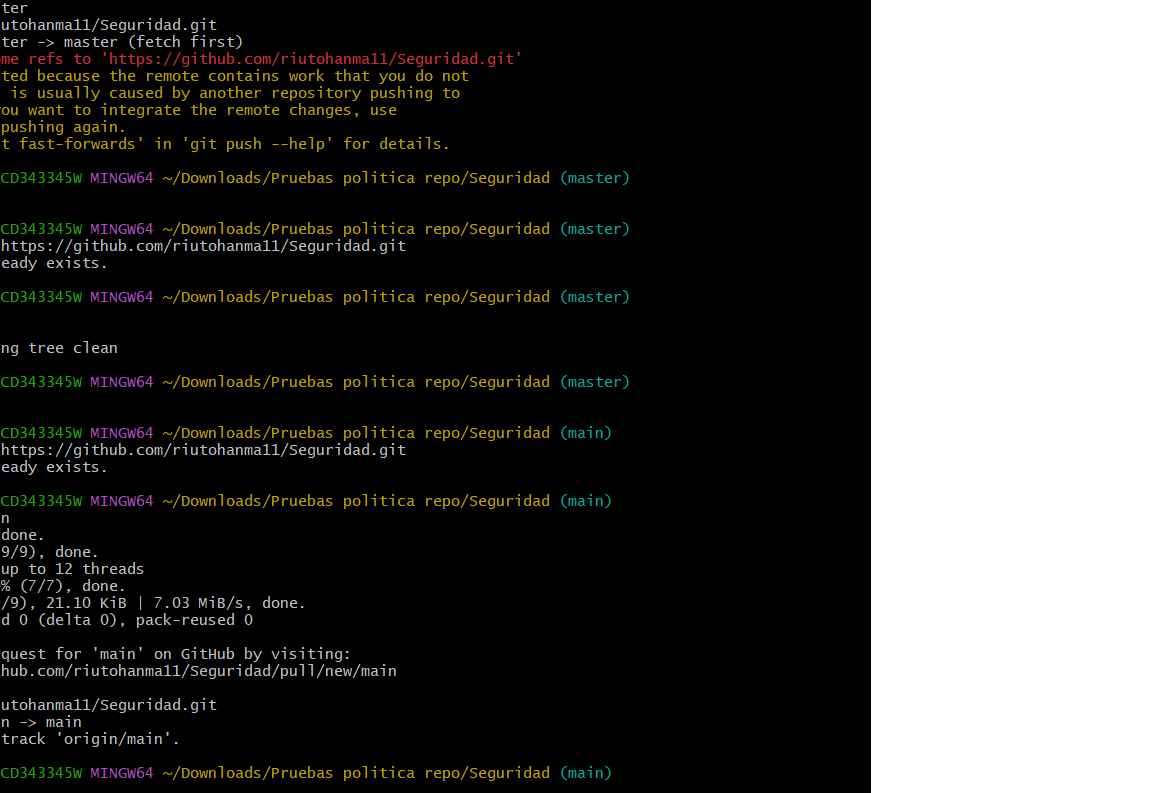 ter
utohanma11/Seguridad.git
ter -> master (fetch first)
me refs to 'https://github.com/riutohanma11/Seguridad.git'
ted because the remote contains work that you do not
is usually caused by another repository pushing to
ou want to integrate the remote changes, use
pushing again.
t fast-forwards' in 'git push --help' for details.
CD343345W MINGW64 ~/Downloads/Pruebas politica repo/Seguridad (master)
CD343345W MINGW64 ~/Downloads/Pruebas politica repo/Seguridad (master)
https://github.com/riutohanma11/Seguridad.git
eady exists.
CD343345W MINGW64 ~/Downloads/Pruebas politica repo/Seguridad (master)
ng tree clean
CD343345W MINGW64 ~/Downloads/Pruebas politica repo/Seguridad (master)
CD343345W MINGW64 ~/Downloads/Pruebas politica repo/Seguridad (main)
https://github.com/riutohanma11/Seguridad.git
eady exists.
CD343345W MINGW64 ~/Downloads/Pruebas politica repo/Seguridad (main)
n
done.
9/9), done.
up to 12 threads
% (7/7), done.
/9), 21.10 KiB | 7.03 MiB/s, done.
d 0 (delta 0), pack-reused 0
quest for 'main' on GitHub by visiting:
hub.com/riutohanma11/Seguridad/pull/new/main
utohanma11/Seguridad.git
n -> main
track 'origin/main'.
CD343345W MINGW64 ~/Downloads/Pruebas politica repo/Seguridad (main)